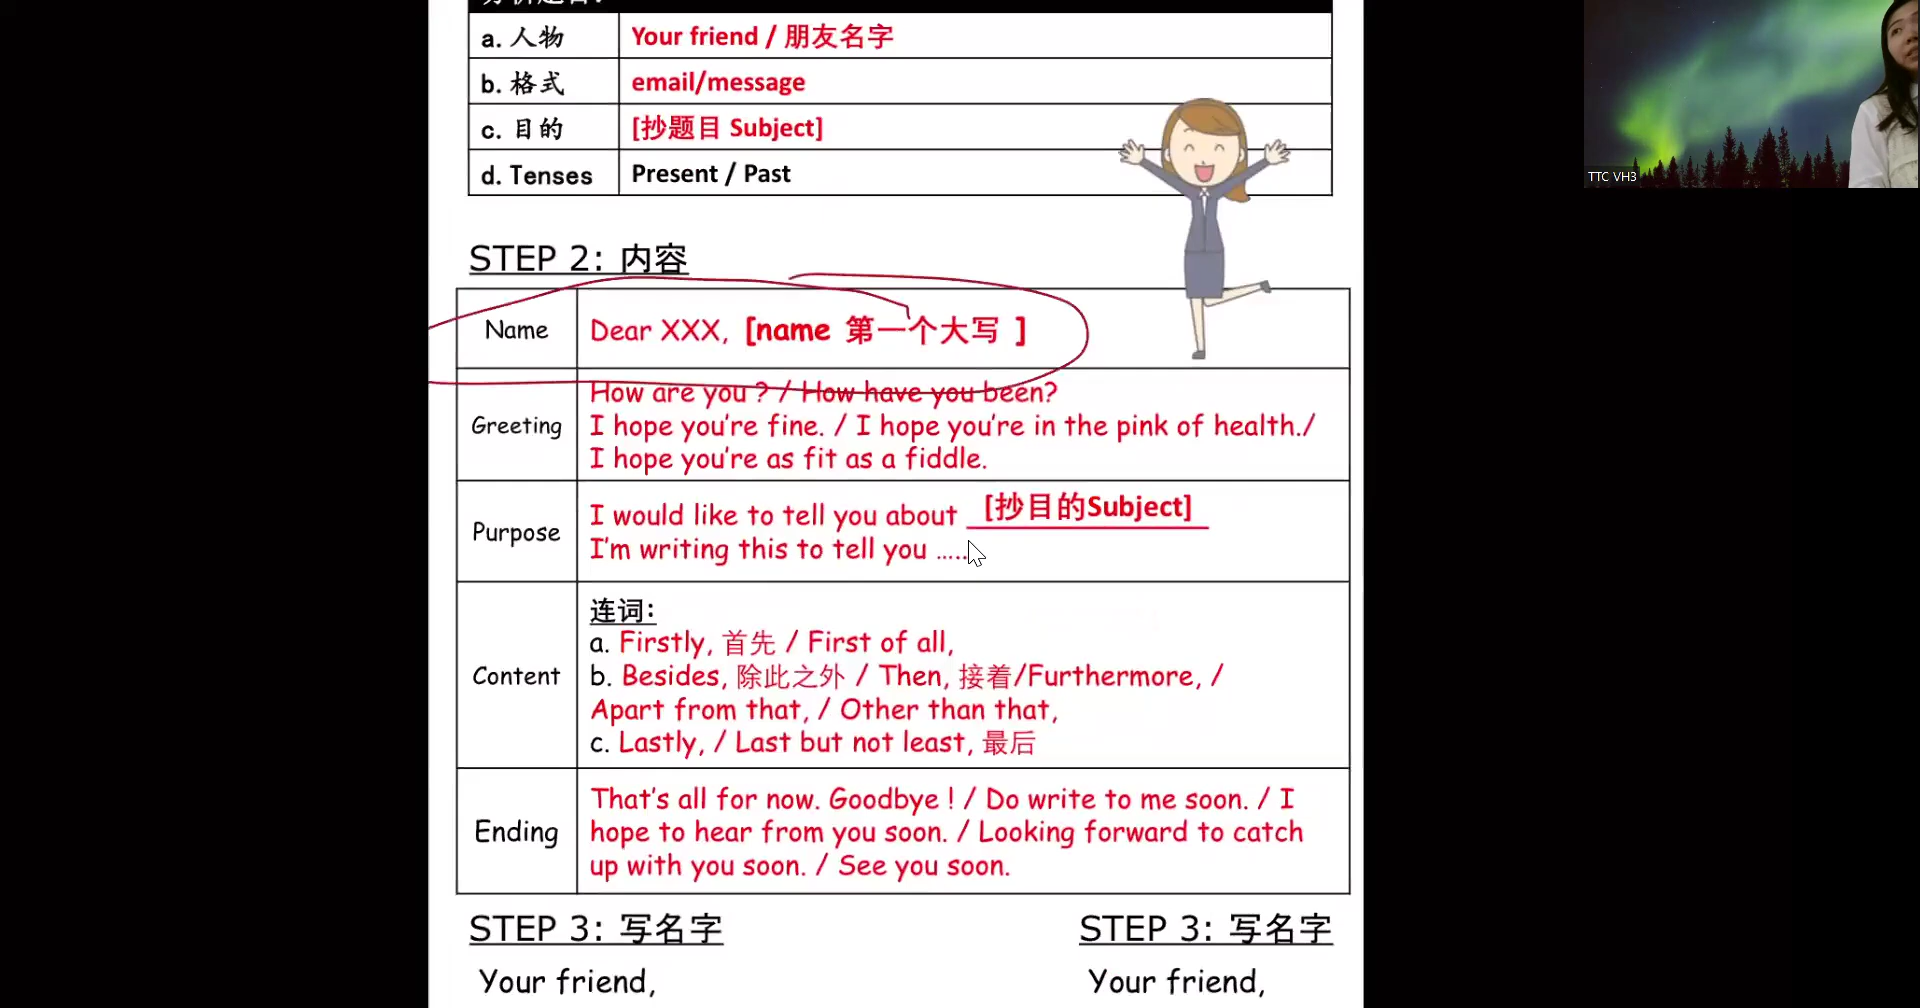 a. 人物 Your friend / 朋友名字
b. 格式 email/message
c. 目的 [抄题目 Subject]
d. Tenses Present / Past
TTC VH3
STEP 2: 内容
Name Dear XXX, [name 第一个大写 ]
Greeting
How are you ? / How have you been?
I hope you're fine. / I hope you're in the pink of health./
I hope you're as fit as a fiddle.
Purpose
I would like to tell you about [抄目的Subject]
I'm writing this to tell you .....
Content
连词:
a. Firstly, 首先 / First of all,
b. Besides, 除此之外 / Then, 接着/Furthermore, /
Apart from that, / Other than that,
c. Lastly, / Last but not least, 最后
Ending
That's all for now. Goodbye ! / Do write to me soon. / I
hope to hear from you soon. / Looking forward to catch
up with you soon. / See you soon.
STEP 3: 写名字 STEP 3: 写名字
Your friend, Your friend,